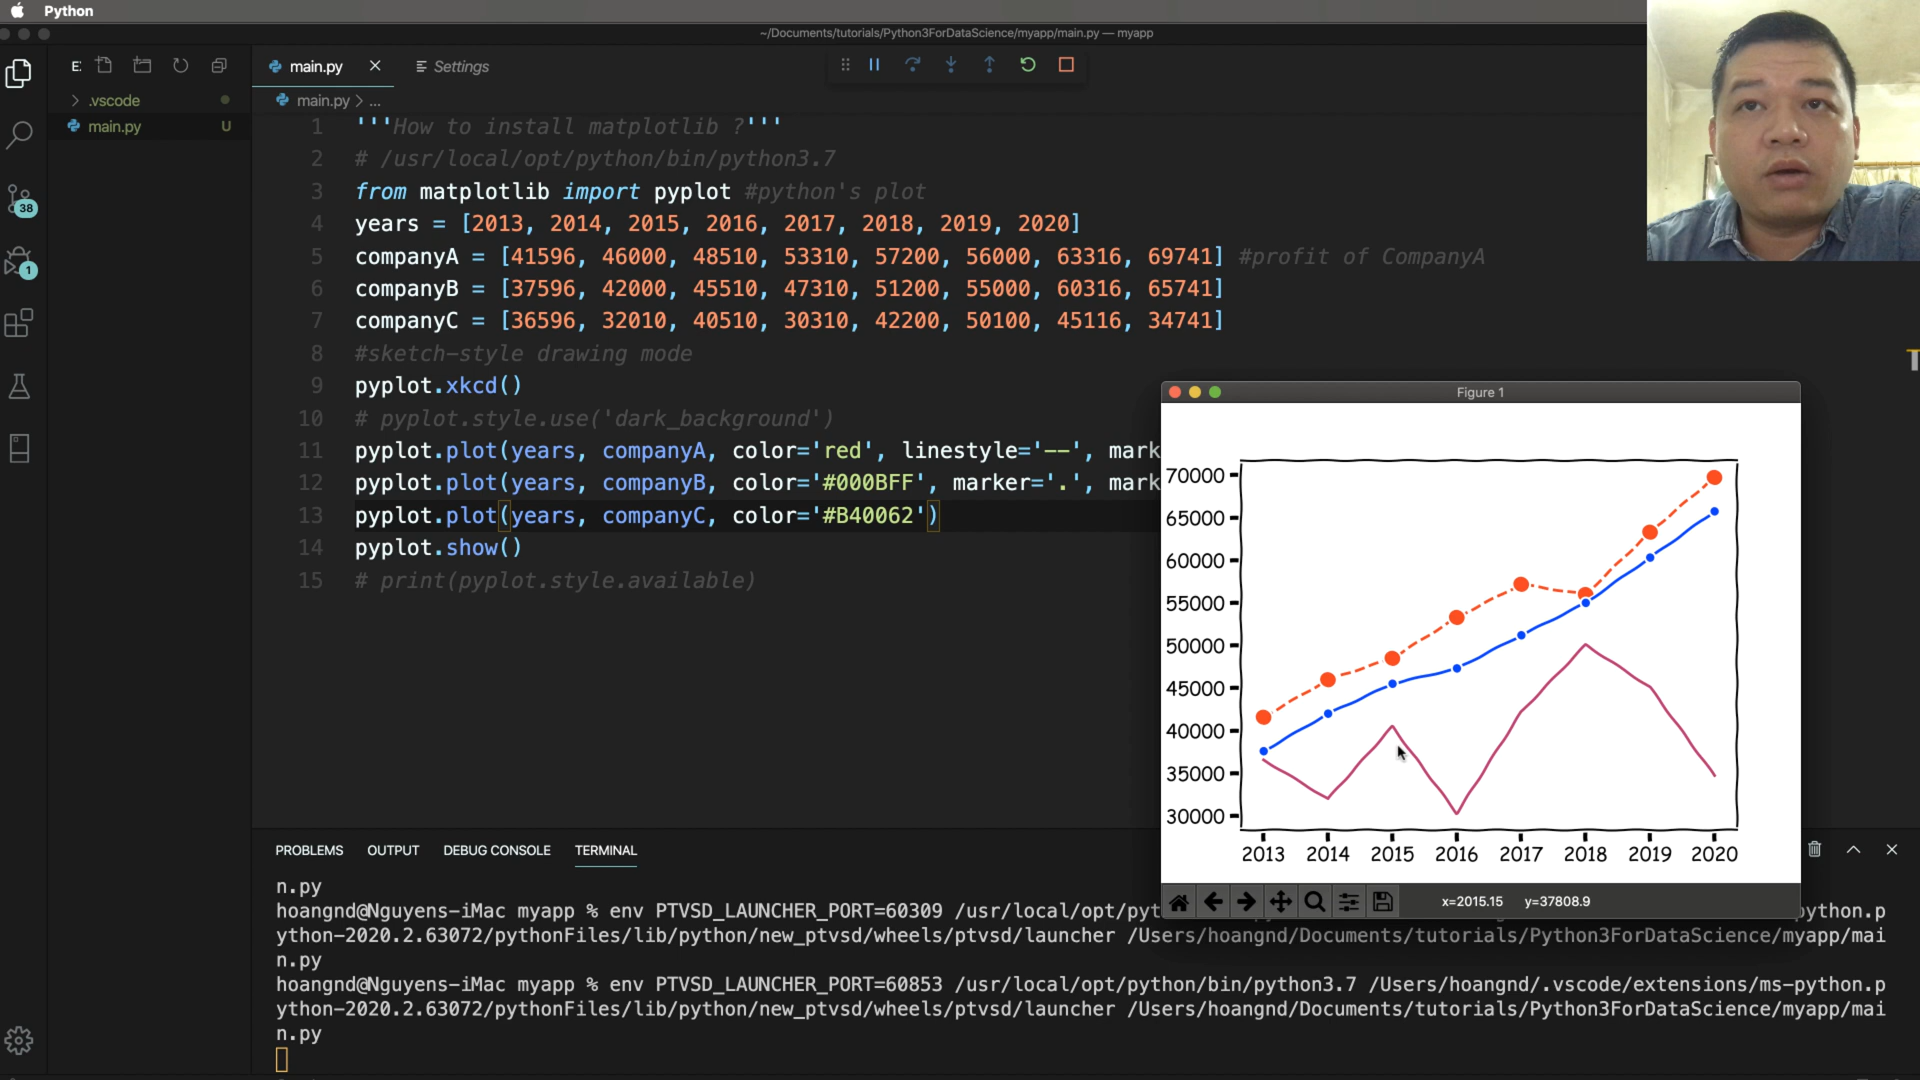 Python
~/Documents/tutorials/Python3ForDataScience/myapp/main.py — myapp
E:
main.py
Settings
.vscode
main.py > ...
main.py U
1 '''How to install matplotlib ?'''
2 # /usr/local/opt/python/bin/python3.7
3 from matplotlib import pyplot #python's plot
4 years = [2013, 2014, 2015, 2016, 2017, 2018, 2019, 2020]
5 companyA = [41596, 46000, 48510, 53310, 57200, 56000, 63316, 69741] #profit of CompanyA
6 companyB = [37596, 42000, 45510, 47310, 51200, 55000, 60316, 65741]
7 companyC = [36596, 32010, 40510, 30310, 42200, 50100, 45116, 34741]
8 #sketch-style drawing mode
9 pyplot.xkcd()
10 # pyplot.style.use('dark_background')
11 pyplot.plot(years, companyA, color='red', linestyle='--', mark
12 pyplot.plot(years, companyB, color='#000BFF', marker='.', mark
13 pyplot.plot(years, companyC, color='#B40062')
14 pyplot.show()
15 # print(pyplot.style.available)
38
1
Figure 1
70000
65000
60000
55000
50000
45000
40000
35000
30000
2013 2014 2015 2016 2017 2018 2019 2020
x=2015.15 y=37808.9
PROBLEMS OUTPUT DEBUG CONSOLE TERMINAL
n.py
hoangnd@Nguyens-iMac myapp % env PTVSD_LAUNCHER_PORT=60309 /usr/local/opt/pyt python.p
ython-2020.2.63072/pythonFiles/lib/python/new_ptvsd/wheels/ptvsd/launcher /Users/hoangnd/Documents/tutorials/Python3ForDataScience/myapp/mai
n.py
hoangnd@Nguyens-iMac myapp % env PTVSD_LAUNCHER_PORT=60853 /usr/local/opt/python/bin/python3.7 /Users/hoangnd/.vscode/extensions/ms-python.p
ython-2020.2.63072/pythonFiles/lib/python/new_ptvsd/wheels/ptvsd/launcher /Users/hoangnd/Documents/tutorials/Python3ForDataScience/myapp/mai
n.py